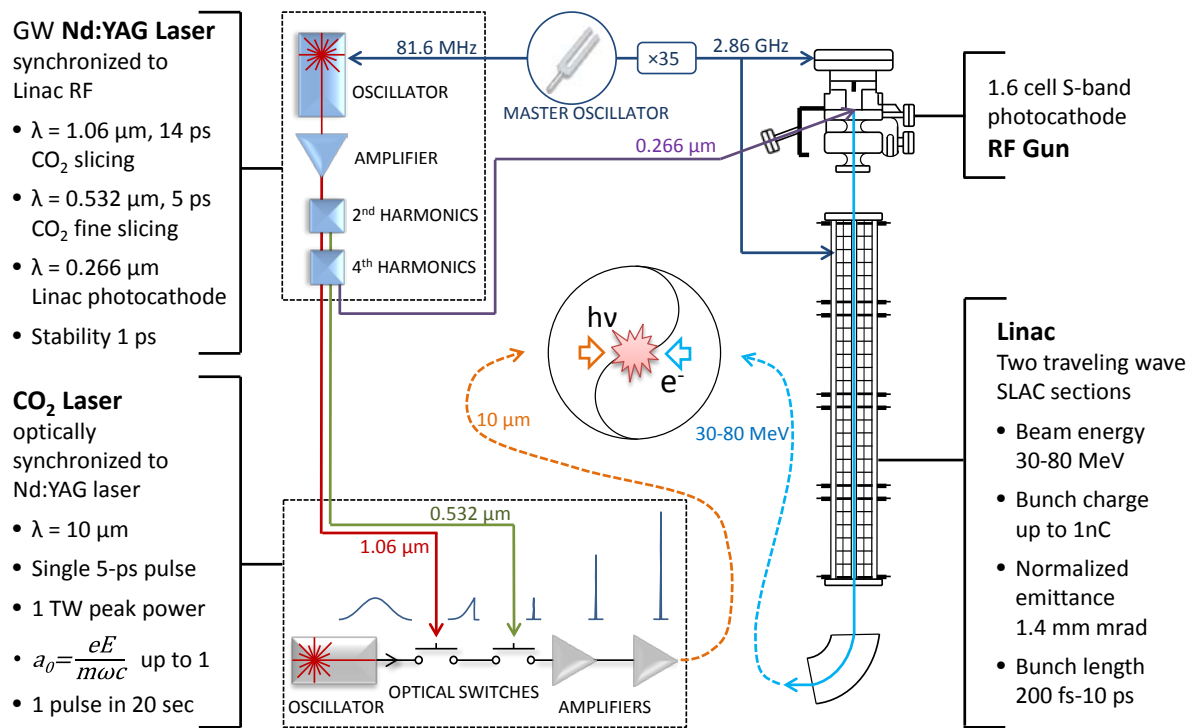 GW Nd:YAG Laser
synchronized to
Linac RF
• λ = 1.06 µm, 14 ps
CO₂ slicing
• λ = 0.532 µm, 5 ps
CO₂ fine slicing
• λ = 0.266 µm
Linac photocathode
• Stability 1 ps
CO₂ Laser
optically
synchronized to
Nd:YAG laser
• λ = 10 µm
• Single 5-ps pulse
• 1 TW peak power
• a₀=eE/mωc up to 1
• 1 pulse in 20 sec
81.6 MHz
OSCILLATOR
AMPLIFIER
2nd HARMONICS
4th HARMONICS
MASTER OSCILLATOR
×35
2.86 GHz
0.266 µm
1.6 cell S-band
photocathode
RF Gun
hν
e⁻
10 µm
30-80 MeV
Linac
Two traveling wave
SLAC sections
• Beam energy
30-80 MeV
• Bunch charge
up to 1nC
• Normalized
emittance
1.4 mm mrad
• Bunch length
200 fs-10 ps
0.532 µm
1.06 µm
OSCILLATOR
OPTICAL SWITCHES
AMPLIFIERS